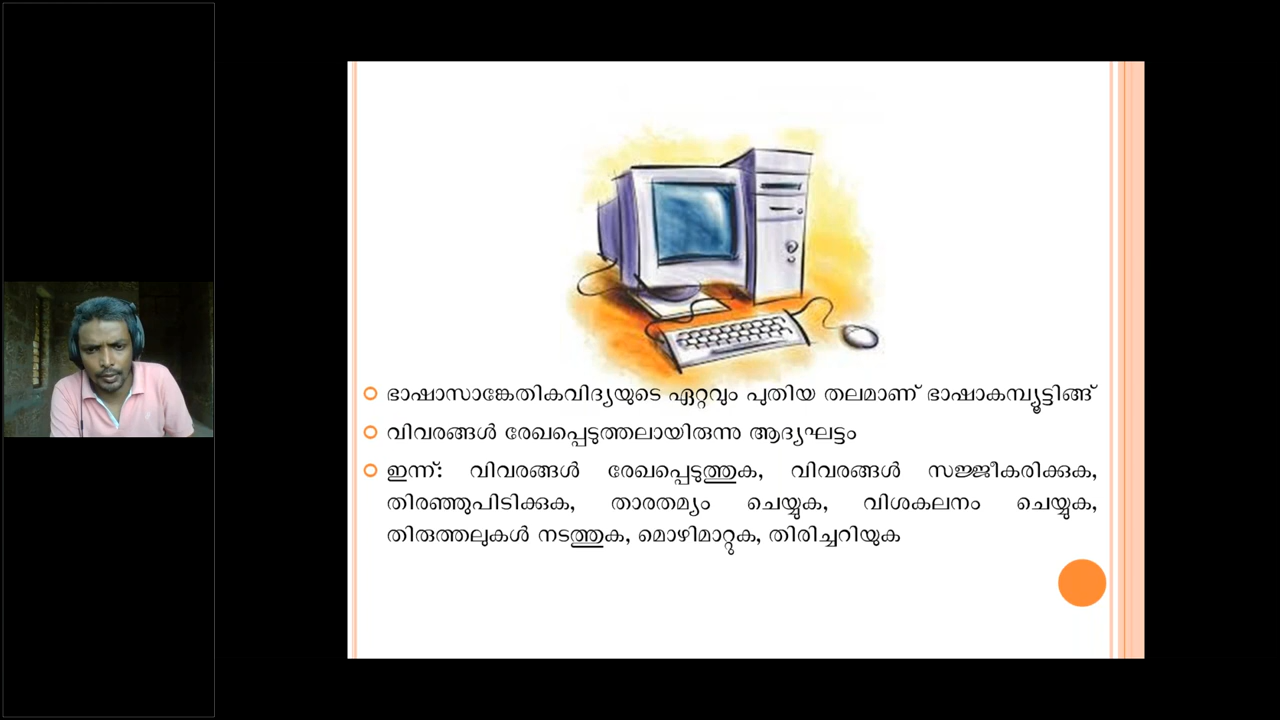 ഭാഷാസാങ്കേതികവിദ്യയുടെ ഏറ്റവും പുതിയ തലമാണ് ഭാഷാകമ്പ്യൂട്ടിങ്ങ്
വിവരങ്ങൾ രേഖപ്പെടുത്തലായിരുന്നു ആദ്യഘട്ടം
ഇന്ന്: വിവരങ്ങൾ രേഖപ്പെടുത്തുക, വിവരങ്ങൾ സജ്ജീകരിക്കുക,
തിരഞ്ഞുപിടിക്കുക, താരതമ്യം ചെയ്യുക, വിശകലനം ചെയ്യുക,
തിരുത്തലുകൾ നടത്തുക, മൊഴിമാറ്റുക, തിരിച്ചറിയുക